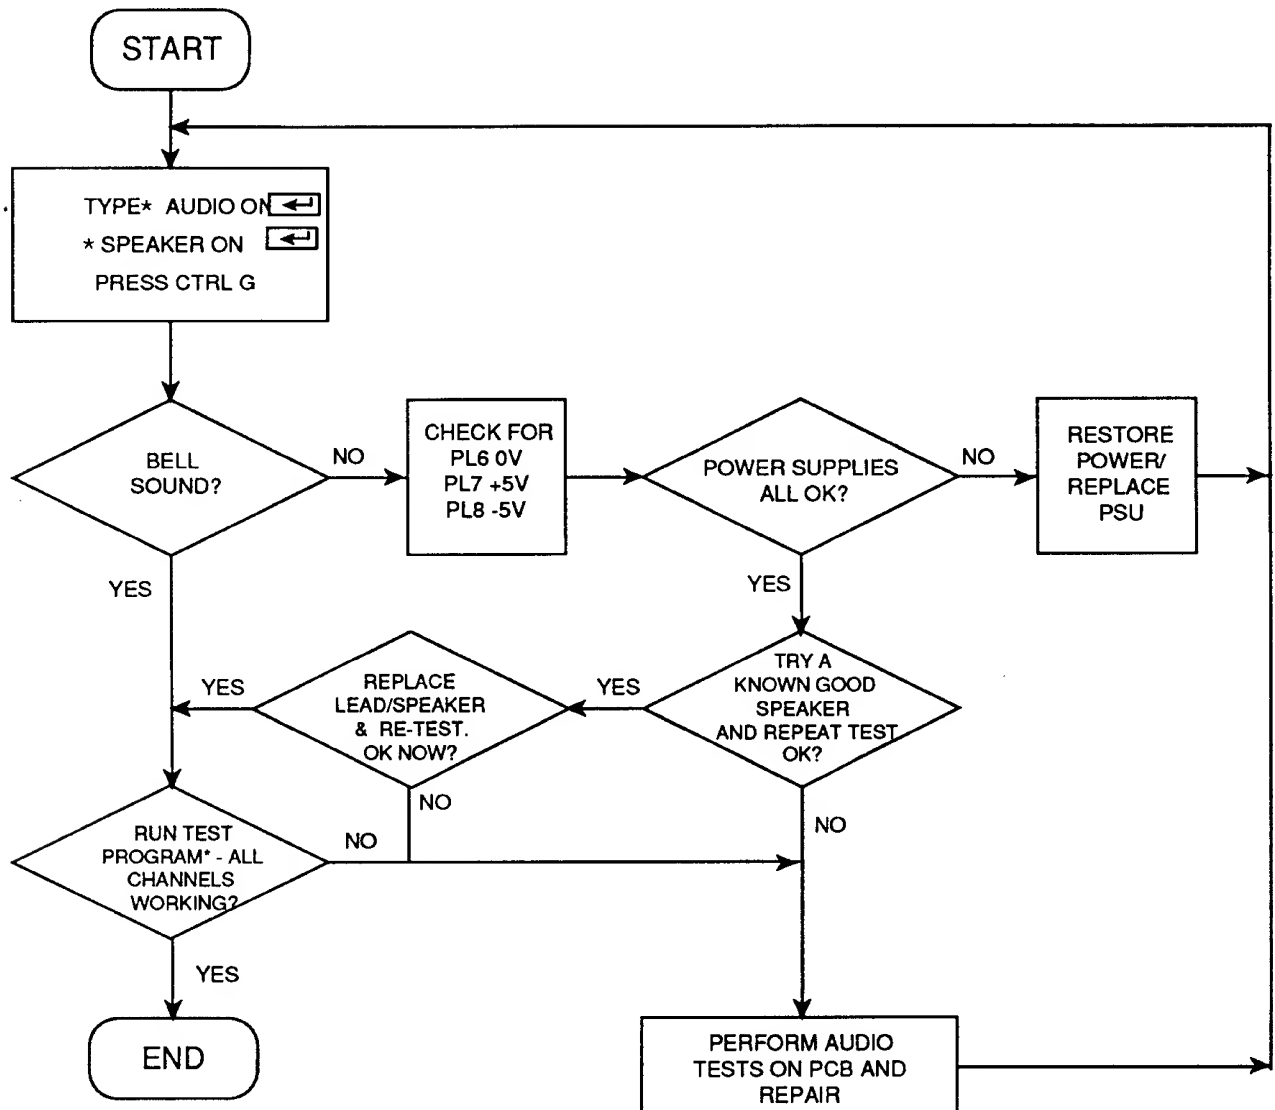 START
TYPE* AUDIO ON
* SPEAKER ON
PRESS CTRL G
BELL
SOUND?
NO
CHECK FOR
PL6 0V
PL7 +5V
PL8 -5V
POWER SUPPLIES
ALL OK?
NO
RESTORE
POWER/
REPLACE
PSU
YES
YES
TRY A
KNOWN GOOD
SPEAKER
AND REPEAT TEST
OK?
YES
REPLACE
LEAD/SPEAKER
& RE-TEST.
OK NOW?
YES
NO
NO
RUN TEST
PROGRAM* - ALL
CHANNELS
WORKING?
NO
YES
END
PERFORM AUDIO
TESTS ON PCB AND
REPAIR